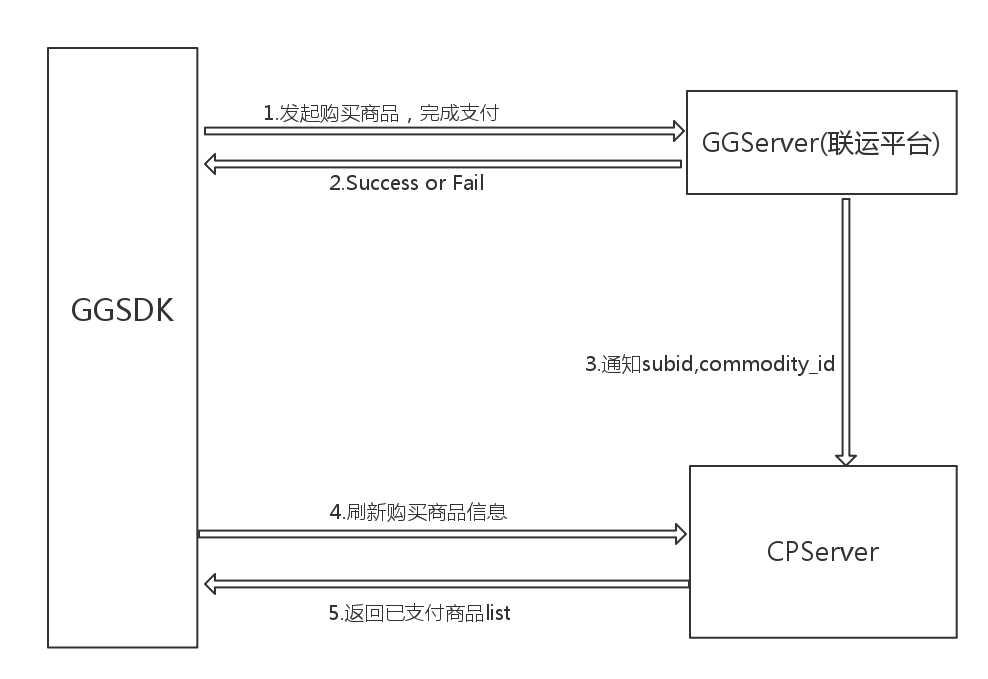 1.发起购买商品，完成支付
GGServer(联运平台)
2.Success or Fail
GGSDK
3.通知subid,commodity_id
4.刷新购买商品信息
CPServer
5.返回已支付商品list